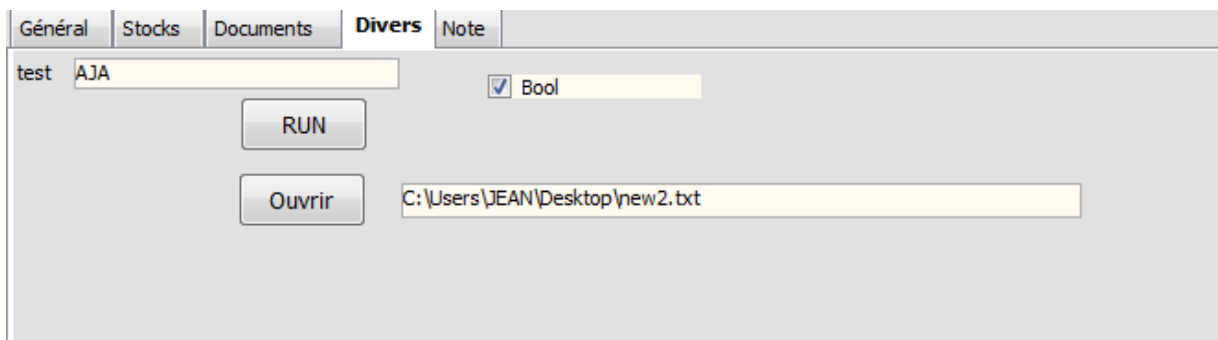 Général Stocks Documents Divers Note
test AJA Bool
RUN
Ouvrir C:\Users\JEAN\Desktop\new2.txt